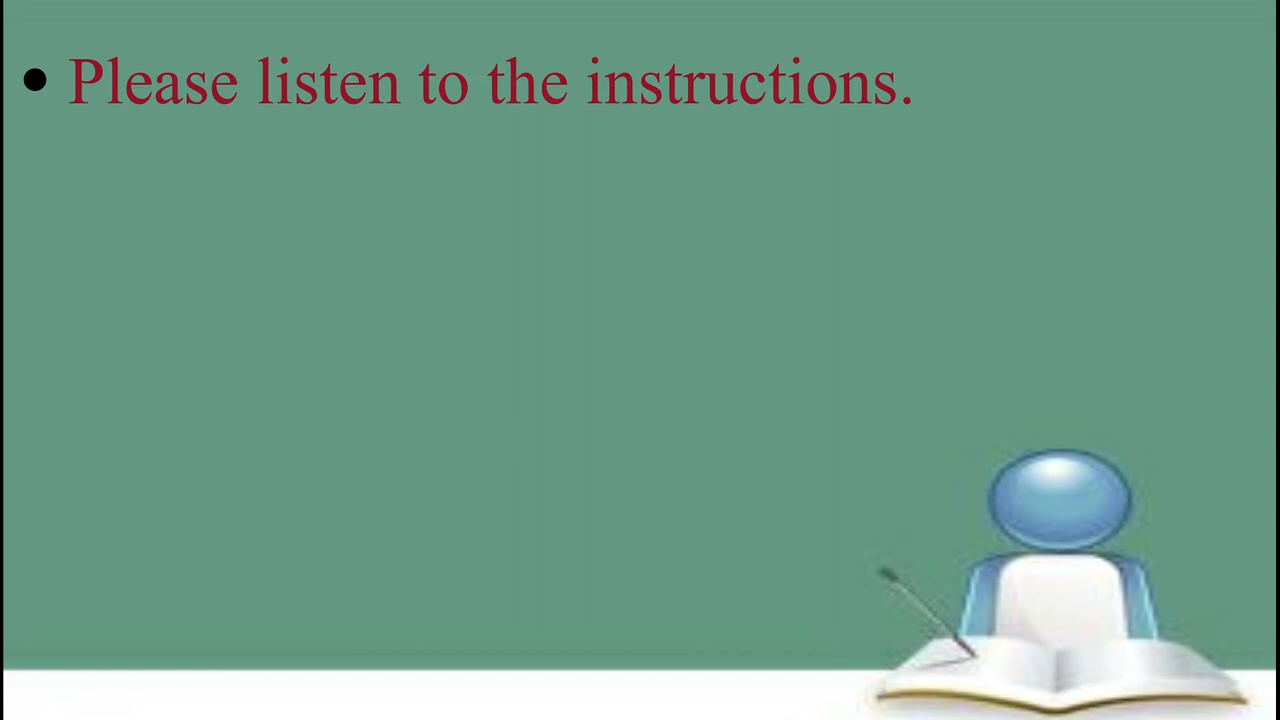 • Please listen to the instructions.